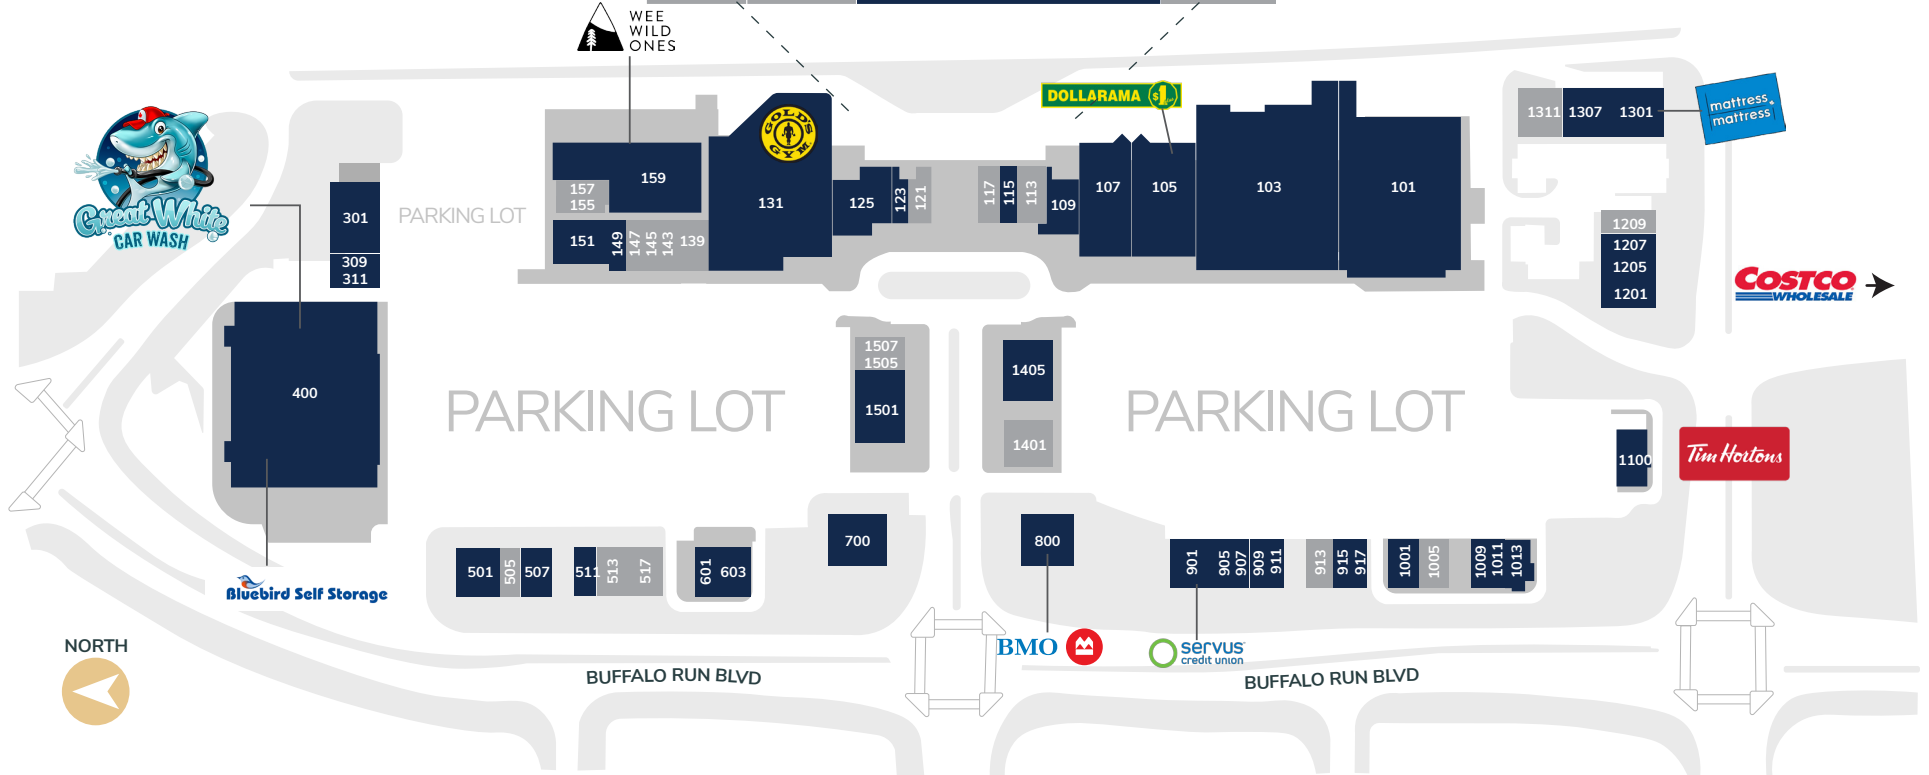 WEE
WILD
ONES
DOLLARAMA $1
GOLD'S
GYM
mattress
mattress
Great White
CAR WASH
1311 1307 1301
159
157
155
131
125
123
121
117
115
113
109
107
105
103
101
301
309
311
PARKING LOT
151
149
147
145
143
139
1209
1207
1205
1201
COSTCO
WHOLESALE
400
PARKING LOT
1507
1505
1501
1405
1401
PARKING LOT
1100
Tim Hortons
700
800
501
505
507
511
513
517
601
603
901
905
907
909
911
913
915
917
1001
1005
1009
1011
1013
Bluebird Self Storage
NORTH
BMO
servus
credit union
BUFFALO RUN BLVD
BUFFALO RUN BLVD